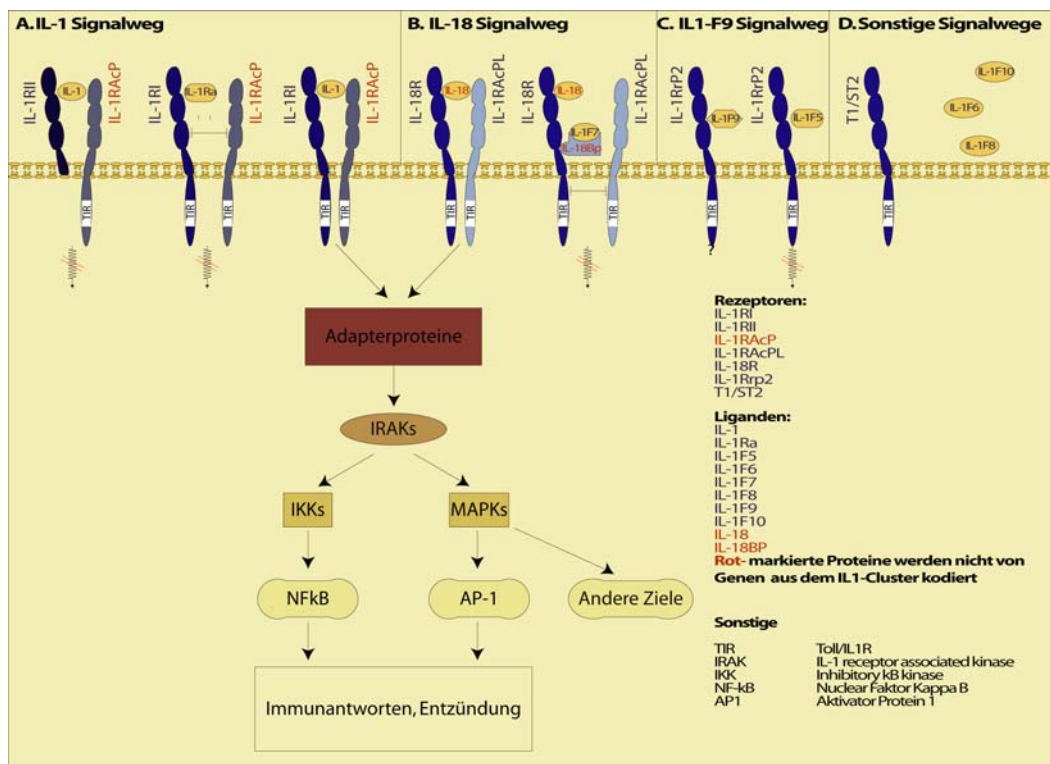 A. IL-1 Signalweg
B. IL-18 Signalweg
C. IL1-F9 Signalweg
D. Sonstige Signalwege
IL-1RII
IL-1
IL-1RAcP
IL-1RI
IL-1Ra
IL-1RAcP
IL-1RI
IL-1
IL-1RAcP
IL-18R
IL-18
IL-1RAcPL
IL-18R
IL-18
IL-1F7
IL-18Bp
IL-1RAcPL
IL-1RrP2
IL-1F9
IL-1RrP2
IL-1F5
T1/ST2
IL-1F10
IL-1F6
IL-1F8
TIR
TIR
TIR
TIR
TIR
TIR
TIR
TIR
TIR
TIR
TIR
TIR
?
Adapterproteine
IRAKs
IKKs
MAPKs
NFkB
AP-1
Andere Ziele
Immunantworten, Entzündung
Rezeptoren:
IL-1RI
IL-1RII
IL-1RAcP
IL-1RAcPL
IL-18R
IL-1Rrp2
T1/ST2
Liganden:
IL-1
IL-1Ra
IL-1F5
IL-1F6
IL-1F7
IL-1F8
IL-1F9
IL-1F10
IL-18
IL-18BP
Rot- markierte Proteine werden nicht von
Genen aus dem IL1-Cluster kodiert
Sonstige
TIR Toll/IL1R
IRAK IL-1 receptor associated kinase
IKK Inhibitory kB kinase
NF-kB Nuclear Faktor Kappa B
AP1 Aktivator Protein 1